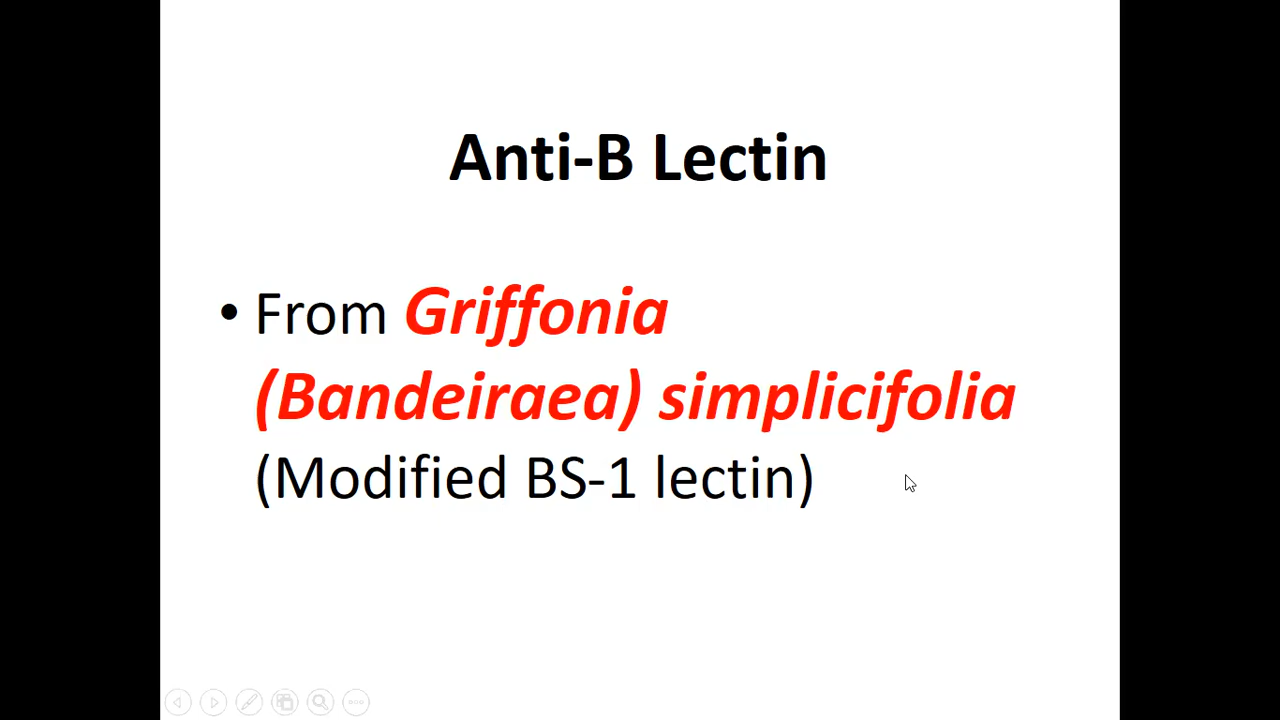 Anti-B Lectin
• From Griffonia
(Bandeiraea) simplicifolia
(Modified BS-1 lectin)